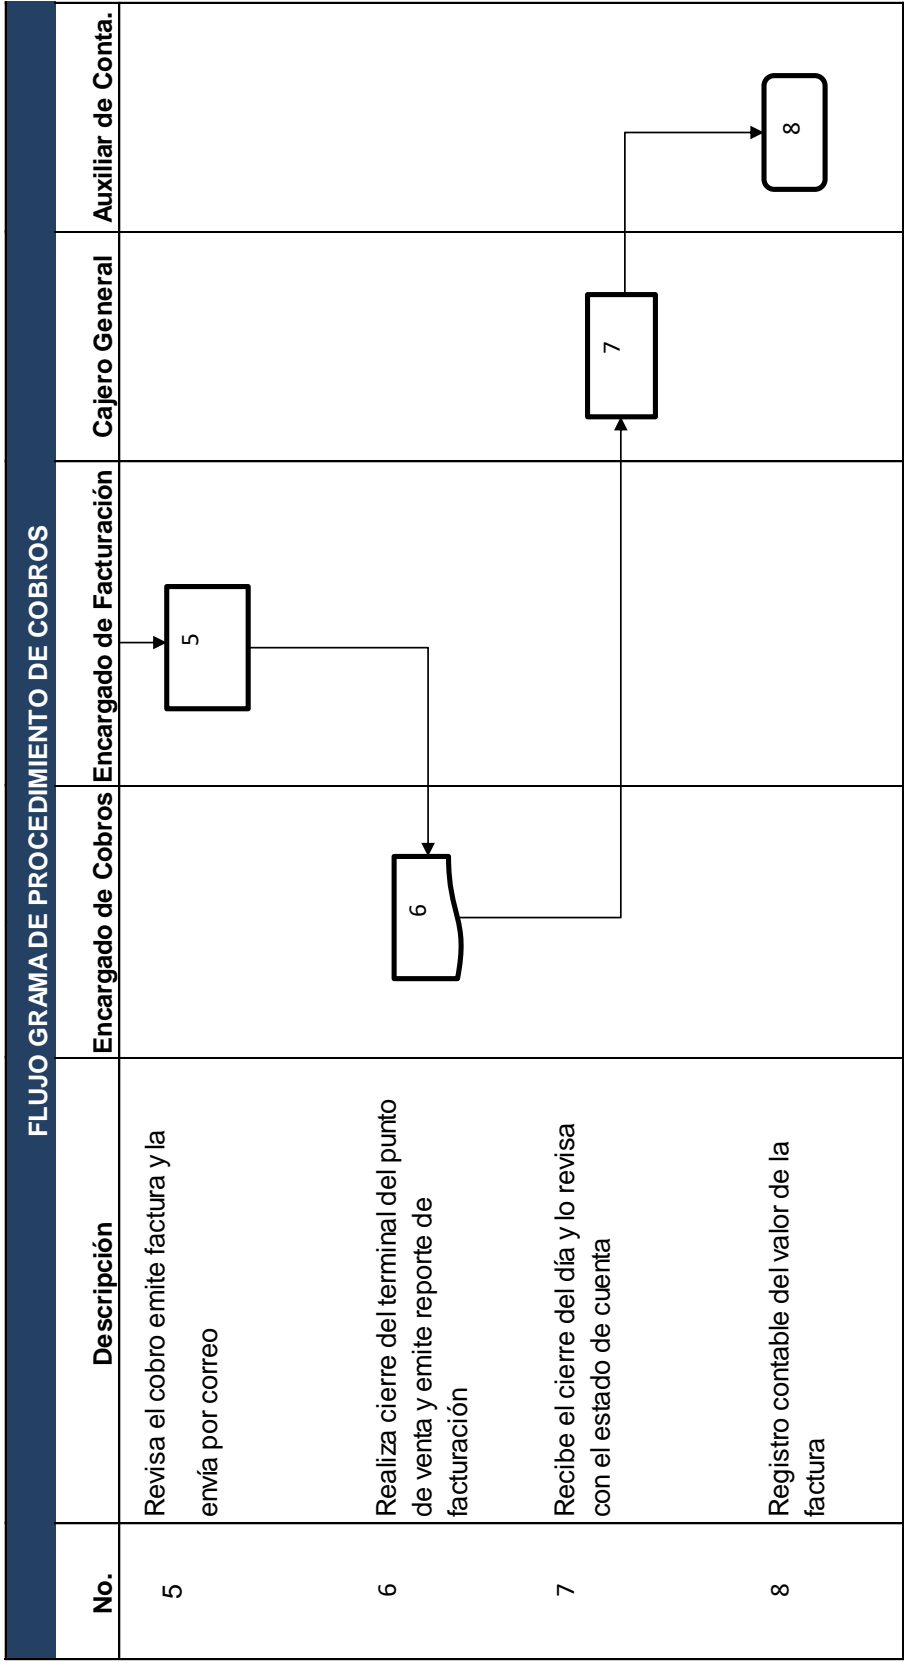 FLUJO GRAMA DE PROCEDIMIENTO DE COBROS
No.
Descripción
Encargado de Cobros
Encargado de Facturación
Cajero General
Auxiliar de Conta.
5
Revisa el cobro emite factura y la
envía por correo
5
6
Realiza cierre del terminal del punto
de venta y emite reporte de
facturación
6
7
Recibe el cierre del día y lo revisa
con el estado de cuenta
7
8
Registro contable del valor de la
factura
8